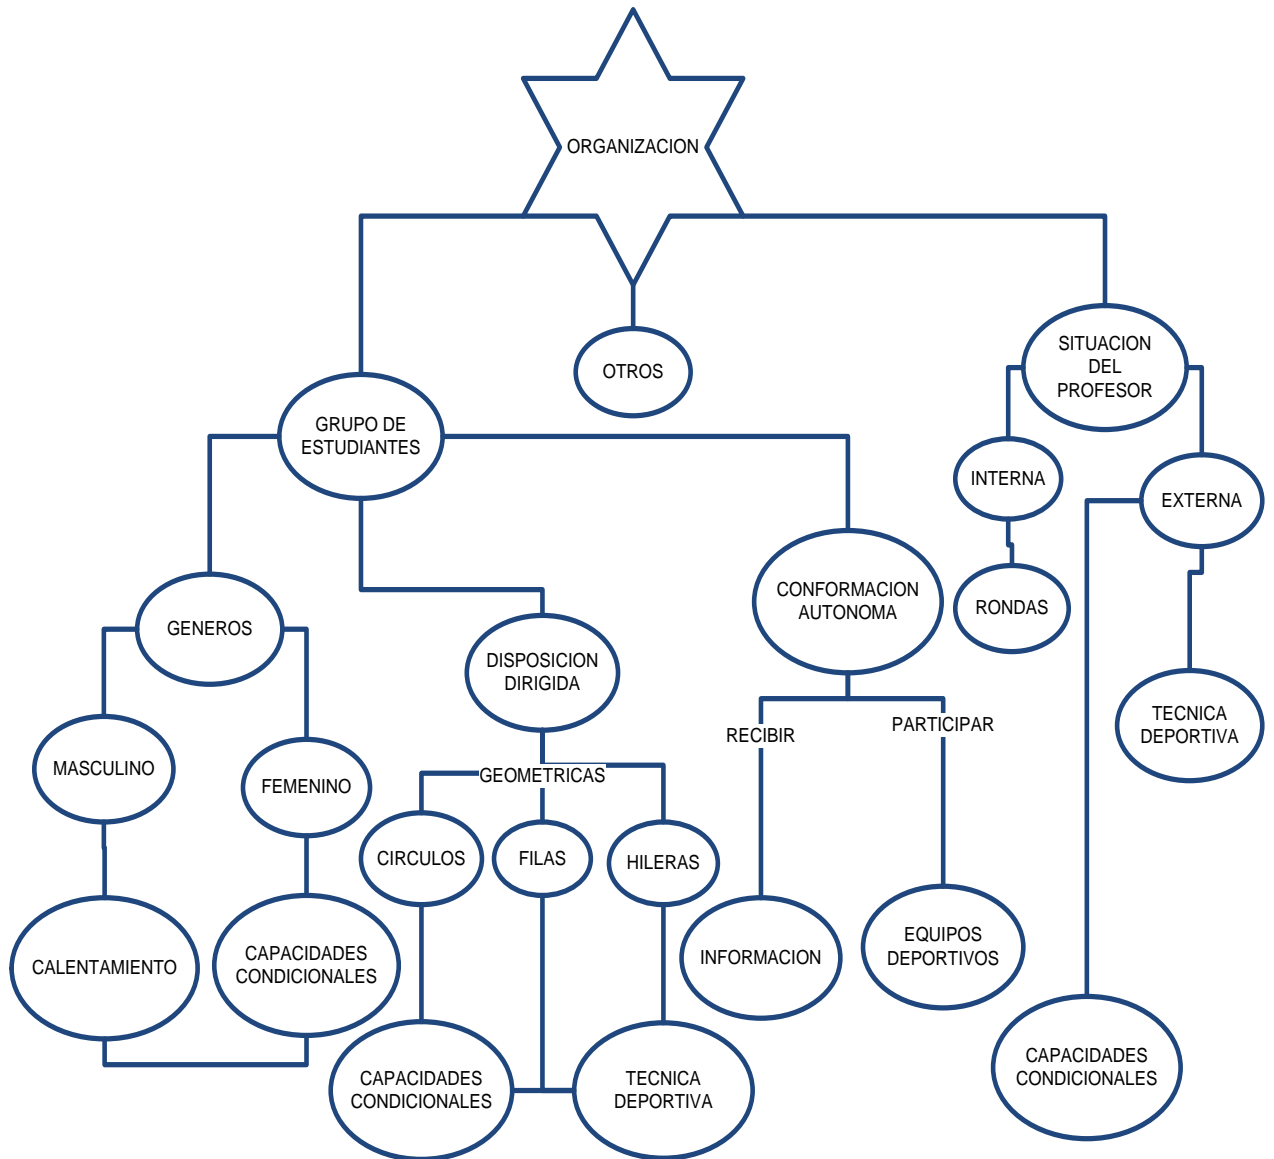 ORGANIZACION
OTROS
SITUACION
DEL
PROFESOR
GRUPO DE
ESTUDIANTES
INTERNA
EXTERNA
CONFORMACION
AUTONOMA
RONDAS
GENEROS
DISPOSICION
DIRIGIDA
TECNICA
DEPORTIVA
RECIBIR
PARTICIPAR
MASCULINO
FEMENINO
GEOMETRICAS
CIRCULOS
FILAS
HILERAS
CALENTAMIENTO
CAPACIDADES
CONDICIONALES
INFORMACION
EQUIPOS
DEPORTIVOS
CAPACIDADES
CONDICIONALES
TECNICA
DEPORTIVA
CAPACIDADES
CONDICIONALES